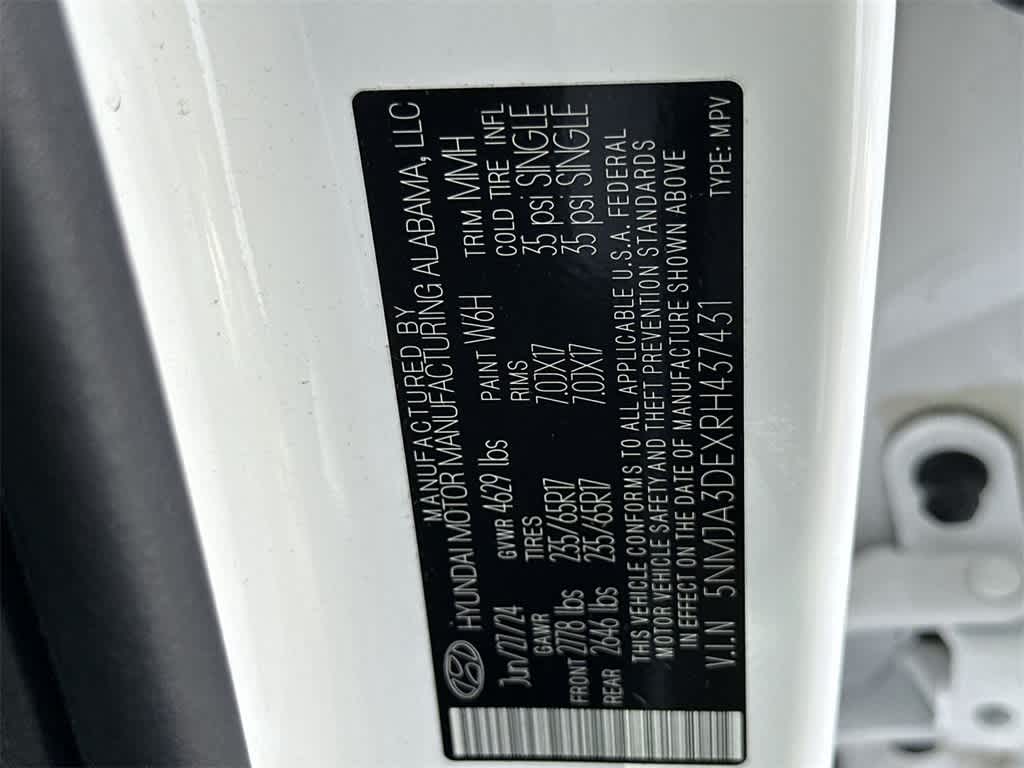 MANUFACTURED BY
HYUNDAI MOTOR MANUFACTURING ALABAMA, LLC
Jun/27/24 GVWR 4629 lbs PAINT W6H TRIM MMH
GAWR TIRES RIMS COLD TIRE INFL
FRONT 2778 lbs 235/65R17 7.0JX17 35 psi SINGLE
REAR 2646 lbs 235/65R17 7.0JX17 35 psi SINGLE
THIS VEHICLE CONFORMS TO ALL APPLICABLE U.S.A. FEDERAL
MOTOR VEHICLE SAFETY AND THEFT PREVENTION STANDARDS
IN EFFECT ON THE DATE OF MANUFACTURE SHOWN ABOVE
V.I.N 5NMJA3DEXRH437431 TYPE: MPV